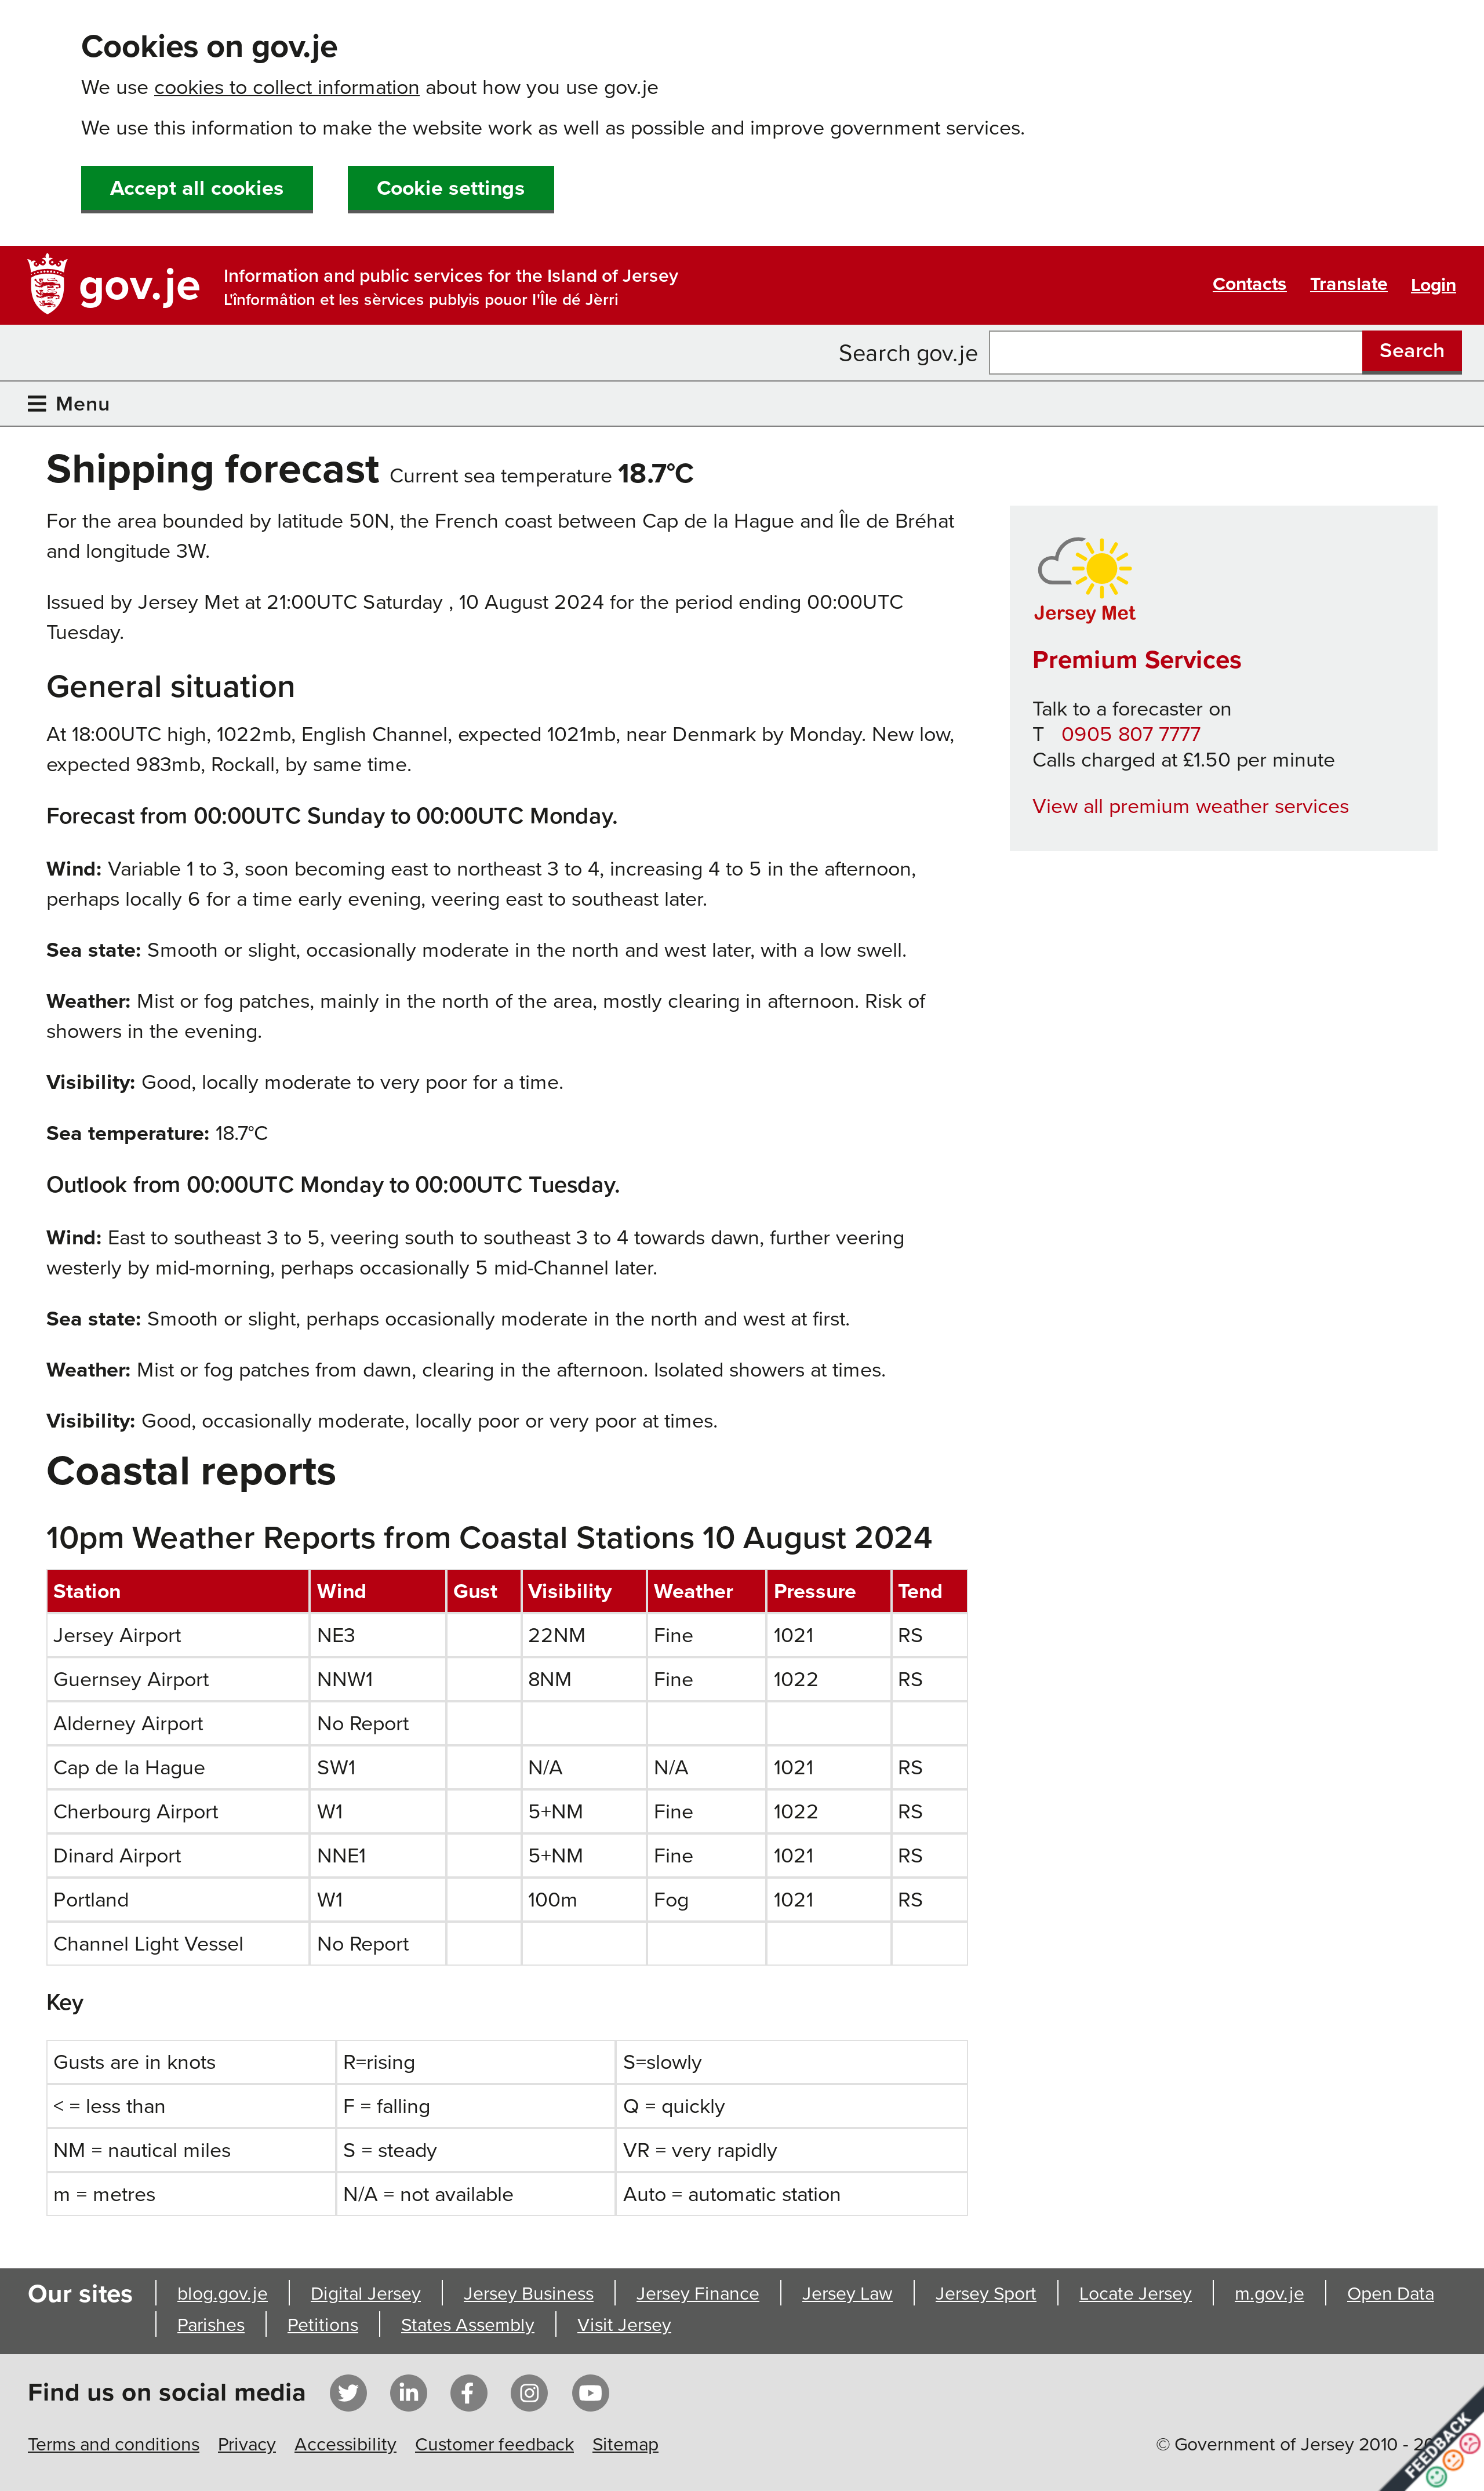 Cookies on gov.je
We use cookies to collect information about how you use gov.je
We use this information to make the website work as well as possible and improve government services.
Accept all cookies
Cookie settings
gov.je
Information and public services for the Island of Jersey
L'înformâtion et les sèrvices publyis pouor I'Île dé Jèrri
Contacts Translate Login
Search gov.je
Search
Menu
Shipping forecast Current sea temperature 18.7°C
For the area bounded by latitude 50N, the French coast between Cap de la Hague and Île de Bréhat
and longitude 3W.
Issued by Jersey Met at 21:00UTC Saturday , 10 August 2024 for the period ending 00:00UTC
Tuesday.
General situation
At 18:00UTC high, 1022mb, English Channel, expected 1021mb, near Denmark by Monday. New low,
expected 983mb, Rockall, by same time.
Forecast from 00:00UTC Sunday to 00:00UTC Monday.
Wind: Variable 1 to 3, soon becoming east to northeast 3 to 4, increasing 4 to 5 in the afternoon,
perhaps locally 6 for a time early evening, veering east to southeast later.
Sea state: Smooth or slight, occasionally moderate in the north and west later, with a low swell.
Weather: Mist or fog patches, mainly in the north of the area, mostly clearing in afternoon. Risk of
showers in the evening.
Visibility: Good, locally moderate to very poor for a time.
Sea temperature: 18.7°C
Outlook from 00:00UTC Monday to 00:00UTC Tuesday.
Wind: East to southeast 3 to 5, veering south to southeast 3 to 4 towards dawn, further veering
westerly by mid-morning, perhaps occasionally 5 mid-Channel later.
Sea state: Smooth or slight, perhaps occasionally moderate in the north and west at first.
Weather: Mist or fog patches from dawn, clearing in the afternoon. Isolated showers at times.
Visibility: Good, occasionally moderate, locally poor or very poor at times.
Jersey Met
Premium Services
Talk to a forecaster on
T 0905 807 7777
Calls charged at £1.50 per minute
View all premium weather services
Coastal reports
10pm Weather Reports from Coastal Stations 10 August 2024
Station Wind Gust Visibility Weather Pressure Tend
Jersey Airport NE3 22NM Fine 1021 RS
Guernsey Airport NNW1 8NM Fine 1022 RS
Alderney Airport No Report
Cap de la Hague SW1 N/A N/A 1021 RS
Cherbourg Airport W1 5+NM Fine 1022 RS
Dinard Airport NNE1 5+NM Fine 1021 RS
Portland W1 100m Fog 1021 RS
Channel Light Vessel No Report
Key
Gusts are in knots R=rising S=slowly
< = less than F = falling Q = quickly
NM = nautical miles S = steady VR = very rapidly
m = metres N/A = not available Auto = automatic station
Our sites blog.gov.je Digital Jersey Jersey Business Jersey Finance Jersey Law Jersey Sport Locate Jersey m.gov.je Open Data
Parishes Petitions States Assembly Visit Jersey
Find us on social media
Terms and conditions Privacy Accessibility Customer feedback Sitemap
© Government of Jersey 2010 -
FEEDBACK